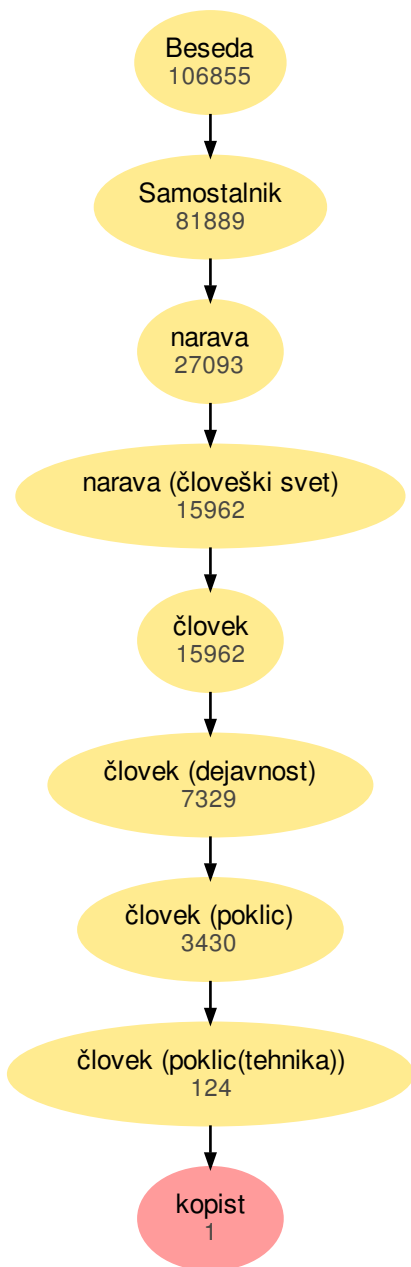 Beseda
106855
Samostalnik
81889
narava
27093
narava (človeški svet)
15962
človek
15962
človek (dejavnost)
7329
človek (poklic)
3430
človek (poklic(tehnika))
124
kopist
1